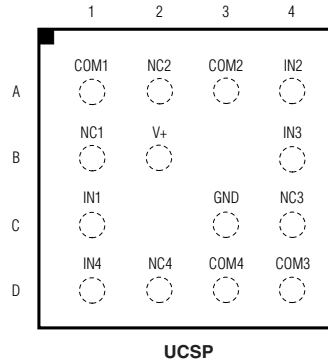 1 2 3 4
A
COM1 NC2 COM2 IN2
B
NC1 V+ IN3
C
IN1 GND NC3
D
IN4 NC4 COM4 COM3
UCSP